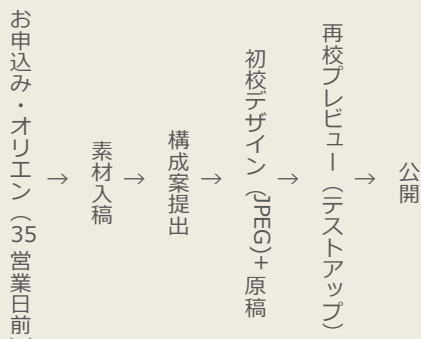 お申込み・オリエン（35営業日前）
→
素材入稿
→
構成案提出
→
初校デザイン（JPEG)＋原稿
→
再校プレビュー（テストアップ）
→
公開